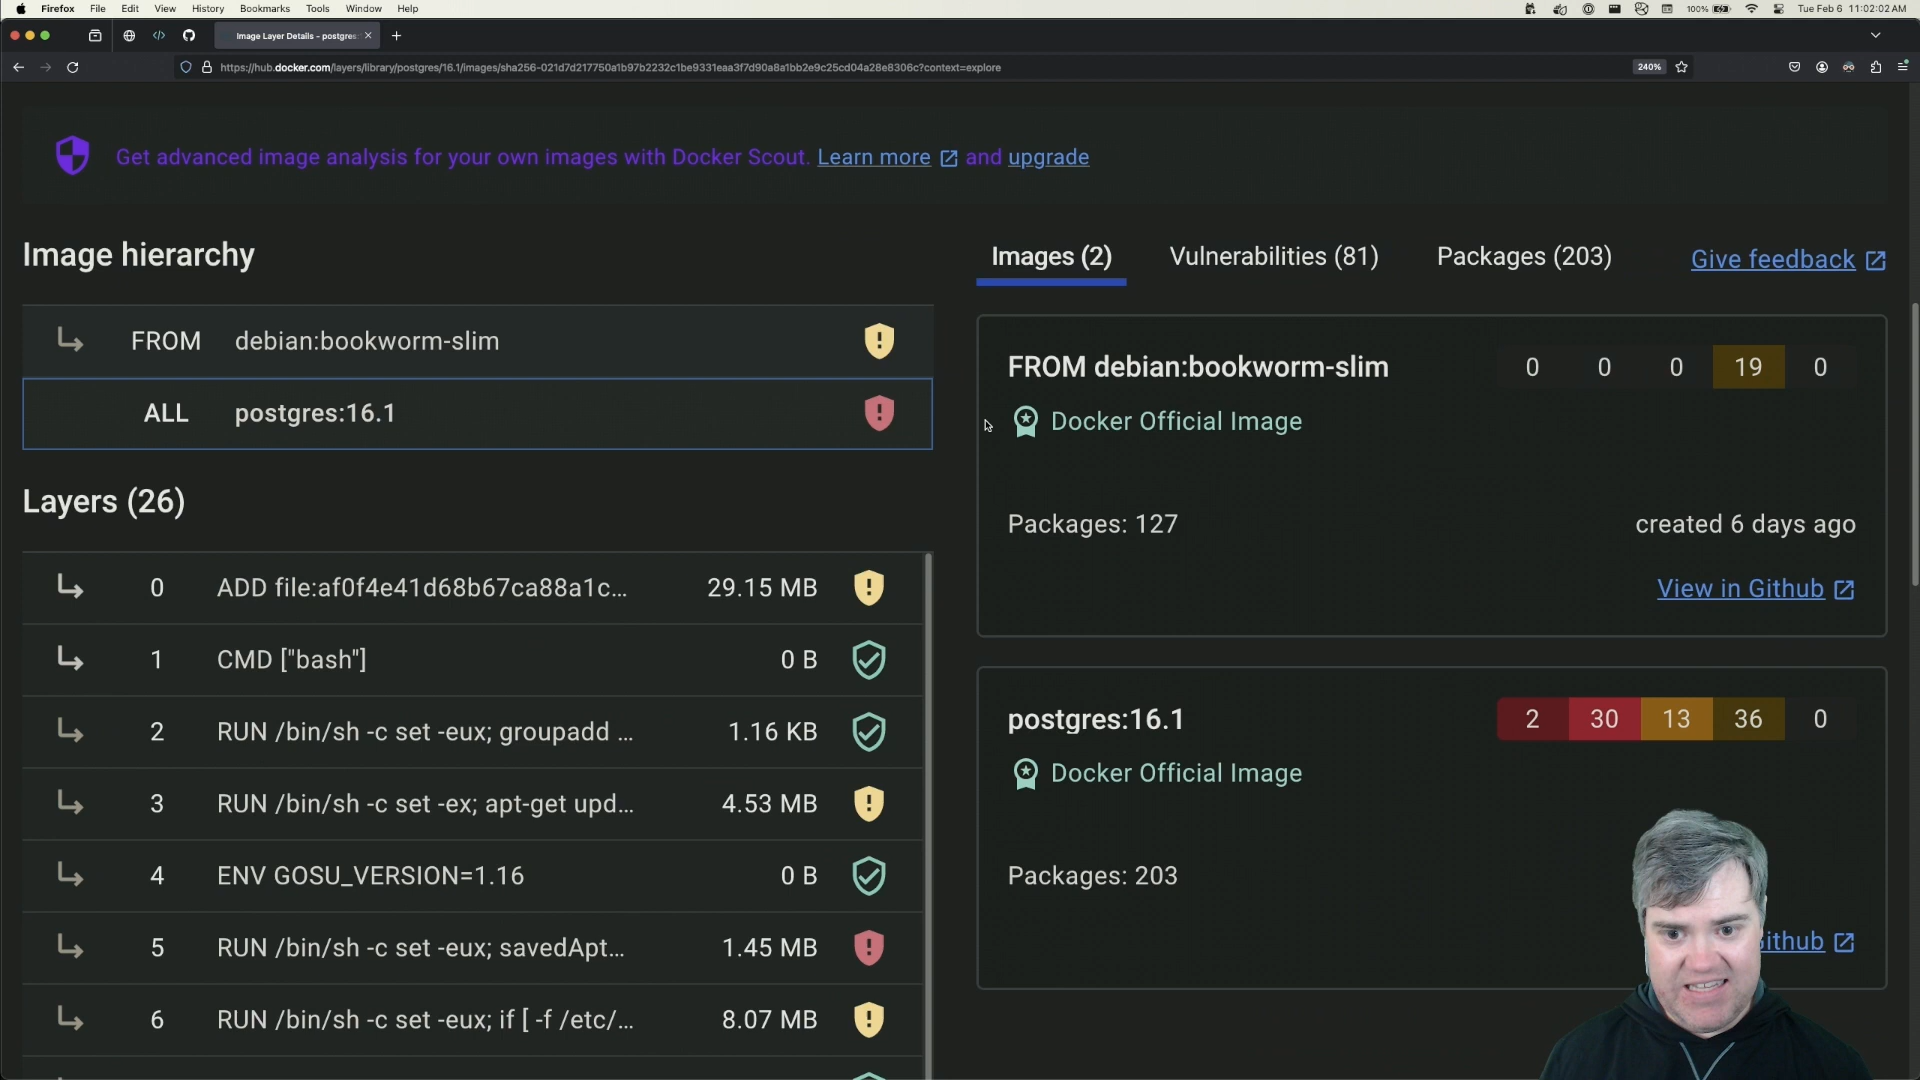 Firefox File Edit View History Bookmarks Tools Window Help
100% Tue Feb 6 11:02:02 AM
Image Layer Details - postgres:
https://hub.docker.com/layers/library/postgres/16.1/images/sha256-021d7d217750a1b97b2232c1be9331eaa3f7d90a8a1bb2e9c25cd04a28e8306c?context=explore
240%
Get advanced image analysis for your own images with Docker Scout. Learn more and upgrade
Image hierarchy
FROM debian:bookworm-slim
ALL postgres:16.1
Layers (26)
0 ADD file:af0f4e41d68b67ca88a1c... 29.15 MB
1 CMD ["bash"] 0 B
2 RUN /bin/sh -c set -eux; groupadd ... 1.16 KB
3 RUN /bin/sh -c set -ex; apt-get upd... 4.53 MB
4 ENV GOSU_VERSION=1.16 0 B
5 RUN /bin/sh -c set -eux; savedApt... 1.45 MB
6 RUN /bin/sh -c set -eux; if [ -f /etc/... 8.07 MB
Images (2) Vulnerabilities (81) Packages (203) Give feedback
FROM debian:bookworm-slim 0 0 0 19 0
Docker Official Image
Packages: 127 created 6 days ago
View in Github
postgres:16.1 2 30 13 36 0
Docker Official Image
Packages: 203
ithub